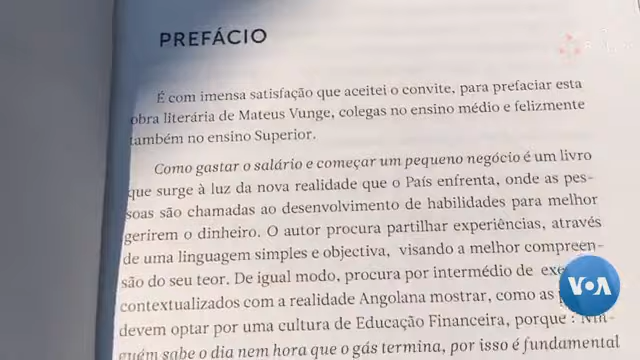 PREFÁCIO
É com imensa satisfação que aceitei o convite, para prefaciar esta
obra literária de Mateus Vunge, colegas no ensino médio e felizmente
também no ensino Superior.
Como gastar o salário e começar um pequeno negócio é um livro
que surge à luz da nova realidade que o País enfrenta, onde as pes-
soas são chamadas ao desenvolvimento de habilidades para melhor
gerirem o dinheiro. O autor procura partilhar experiências, através
de uma linguagem simples e objectiva, visando a melhor compreen-
são do seu teor. De igual modo, procura por intermédio de
contextualizados com a realidade Angolana mostrar, como as
devem optar por uma cultura de Educação Financeira, porque :
guém sabe o dia nem hora que o gás termina, por isso é fundamental
VOA